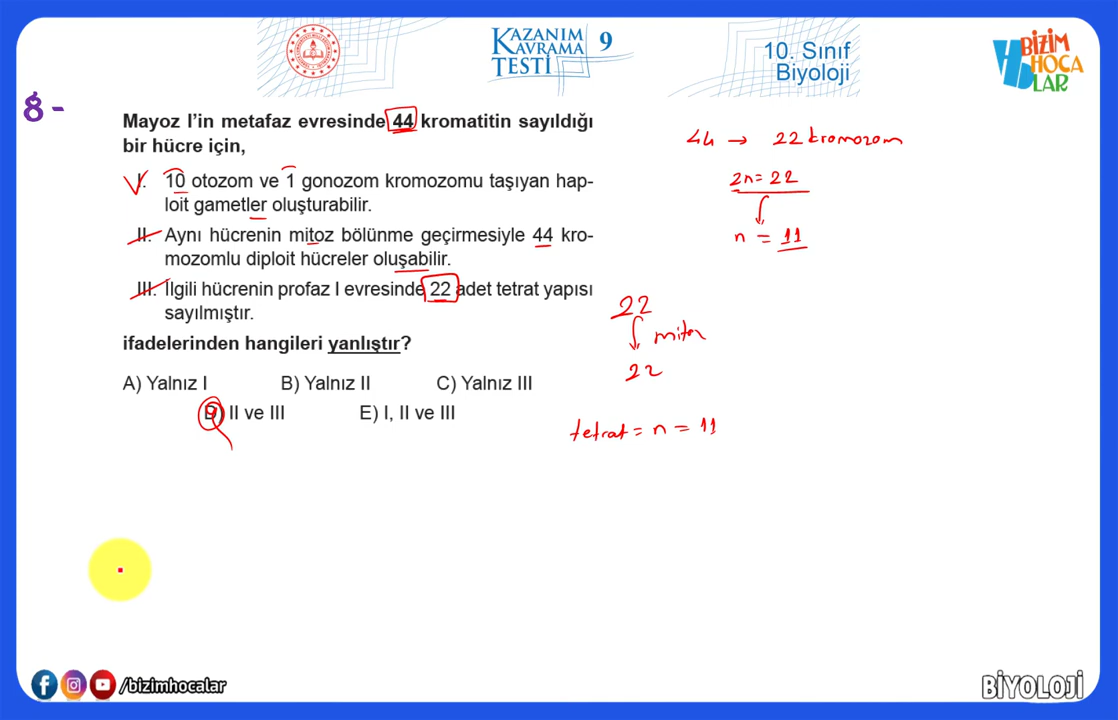 KAZANIM
KAVRAMA
TESTİ
9
10. Sınıf
Biyoloji
BİZİM
HOCA
LAR
8-
Mayoz I'in metafaz evresinde 44 kromatitin sayıldığı
bir hücre için,
I. 10 otozom ve 1 gonozom kromozomu taşıyan hap-
loit gametler oluşturabilir.
II. Aynı hücrenin mitoz bölünme geçirmesiyle 44 kro-
mozomlu diploit hücreler oluşabilir.
III. İlgili hücrenin profaz I evresinde 22 adet tetrat yapısı
sayılmıştır.
ifadelerinden hangileri yanlıştır?
A) Yalnız I B) Yalnız II C) Yalnız III
D) II ve III E) I, II ve III
44 → 22 kromozom
2n = 22
n = 11
22
mitoz
22
tetrat = n = 11
/bizimhocalar
BİYOLOJİ